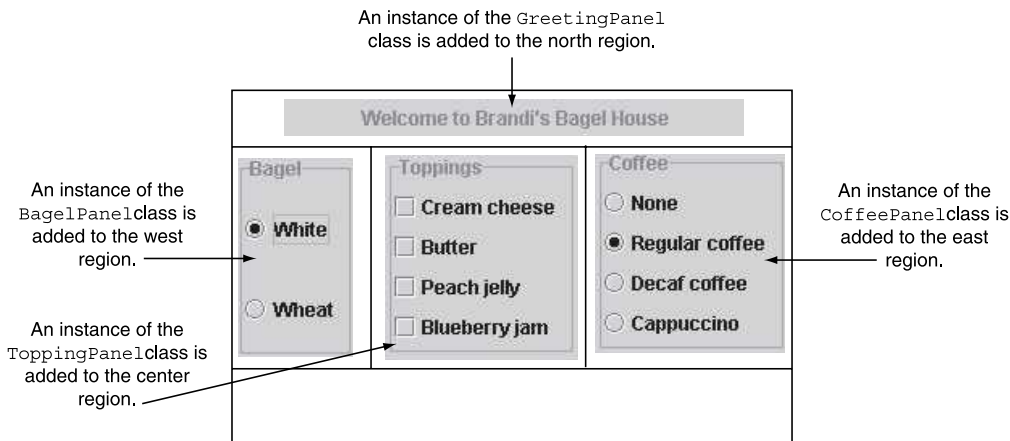 An instance of the GreetingPanel
class is added to the north region.
Welcome to Brandi's Bagel House
Bagel
White
Wheat
Toppings
Cream cheese
Butter
Peach jelly
Blueberry jam
Coffee
None
Regular coffee
Decaf coffee
Cappuccino
An instance of the
BagelPanelclass is
added to the west
region.
An instance of the
CoffeePanelclass is
added to the east
region.
An instance of the
ToppingPanelclass is
added to the center
region.